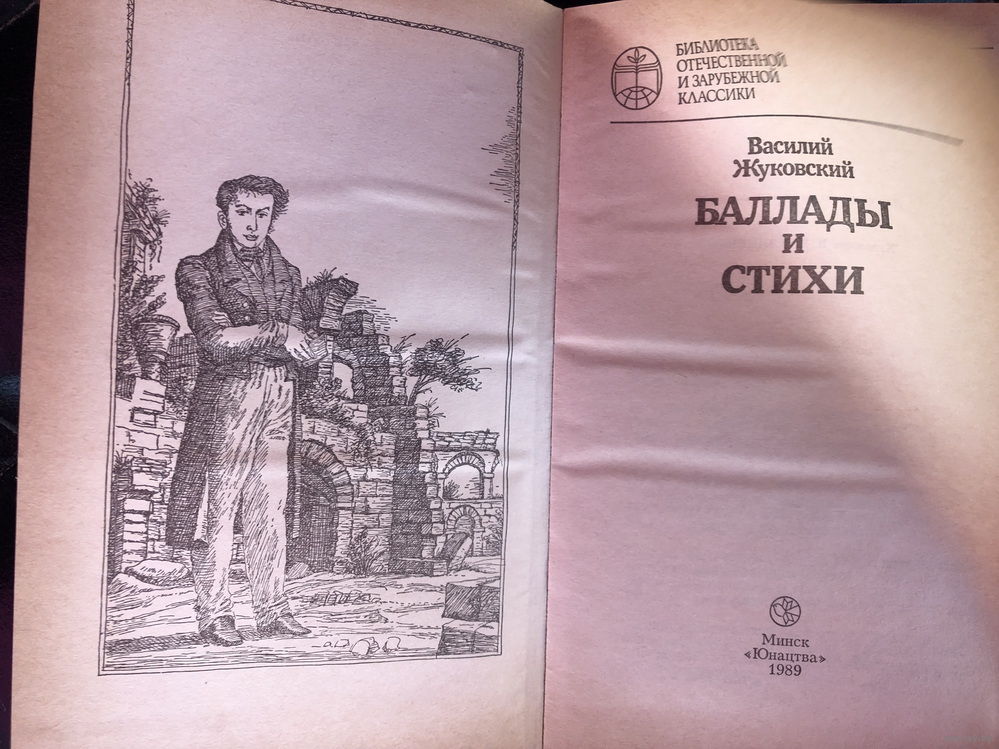 БИБЛИОТЕКА
ОТЕЧЕСТВЕННОЙ
И ЗАРУБЕЖНОЙ
КЛАССИКИ
Василий
Жуковский
БАЛЛАДЫ
И
СТИХИ
Минск
«Юнацтва»
1989